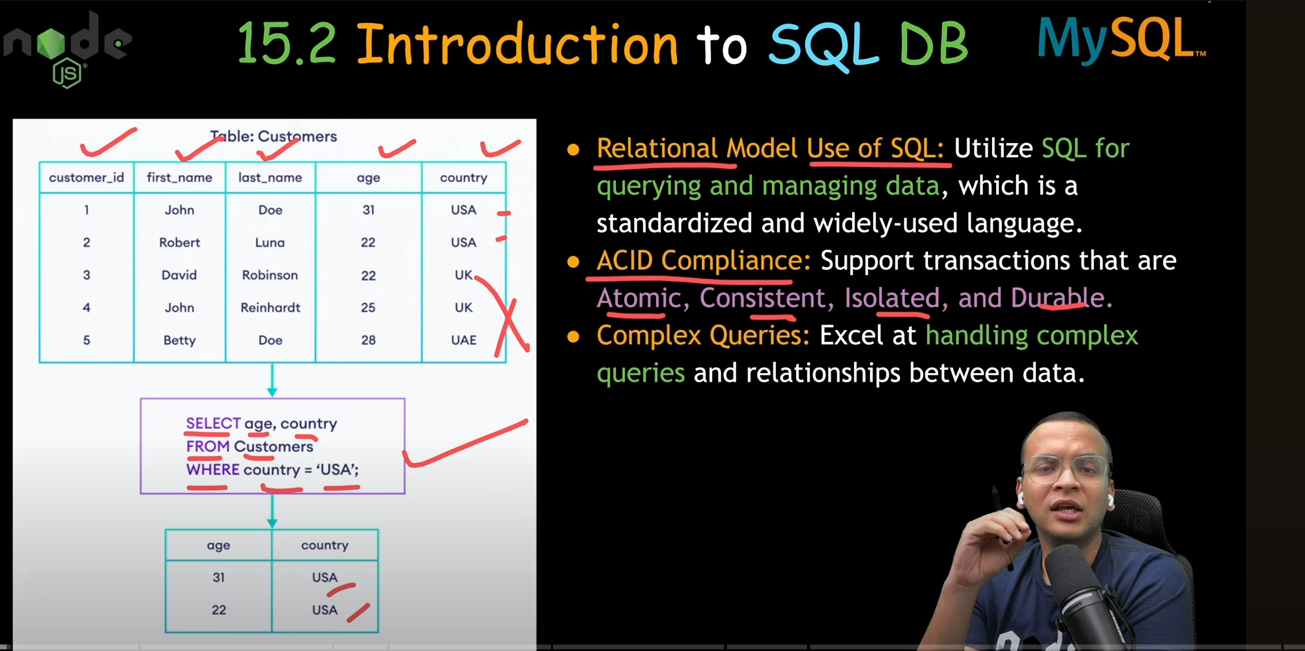 node
JS
15.2 Introduction to SQL DB
MySQL™
Table: Customers
customer_id first_name last_name age country
1 John Doe 31 USA
2 Robert Luna 22 USA
3 David Robinson 22 UK
4 John Reinhardt 25 UK
5 Betty Doe 28 UAE
SELECT age, country
FROM Customers
WHERE country = ‘USA’;
age country
31 USA
22 USA
● Relational Model Use of SQL: Utilize SQL for
querying and managing data, which is a
standardized and widely-used language.
● ACID Compliance: Support transactions that are
Atomic, Consistent, Isolated, and Durable.
● Complex Queries: Excel at handling complex
queries and relationships between data.